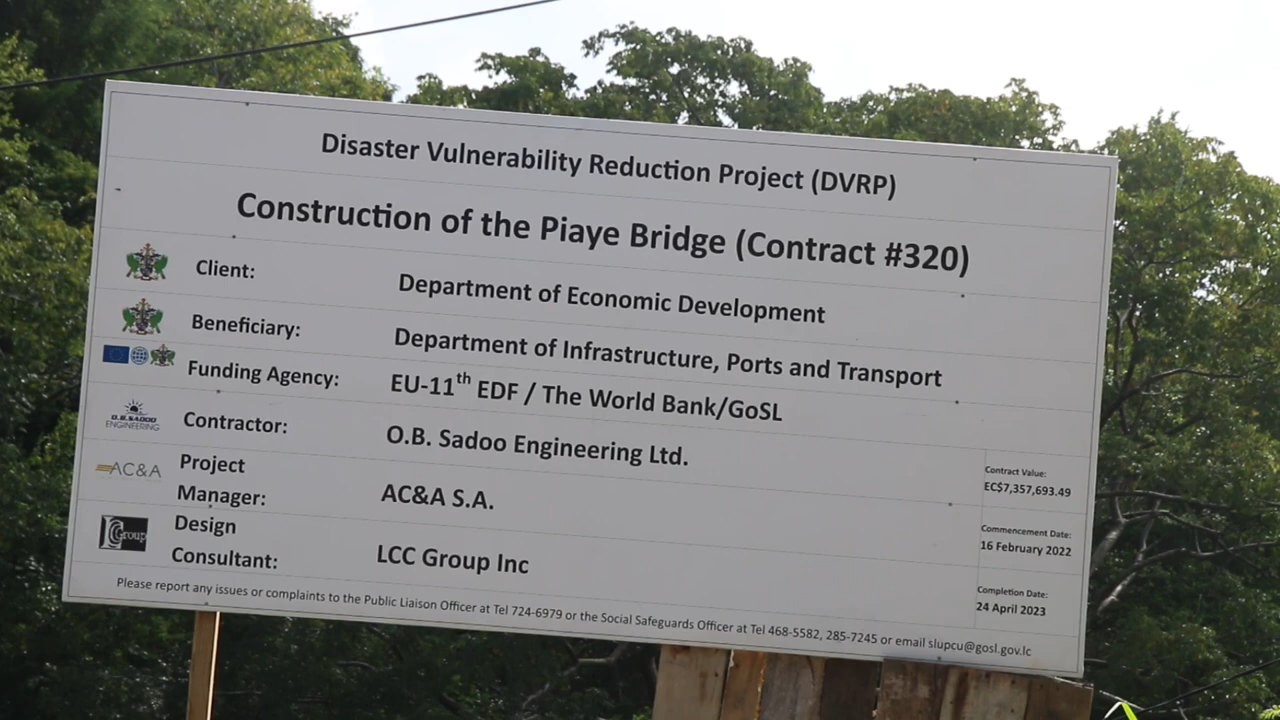 Disaster Vulnerability Reduction Project (DVRP)
Construction of the Piaye Bridge (Contract #320)
Client: Department of Economic Development
Beneficiary: Department of Infrastructure, Ports and Transport
Funding Agency: EU-11th EDF / The World Bank/GoSL
O.B.SADOO
ENGINEERING
Contractor: O.B. Sadoo Engineering Ltd.
AC&A
Project
Manager: AC&A S.A.
Group
Design
Consultant: LCC Group Inc
Contract Value:
EC$7,357,693.49
Commencement Date:
16 February 2022
Completion Date:
24 April 2023
Please report any issues or complaints to the Public Liaison Officer at Tel 724-6979 or the Social Safeguards Officer at Tel 468-5582, 285-7245 or email slupcu@gosl.gov.lc